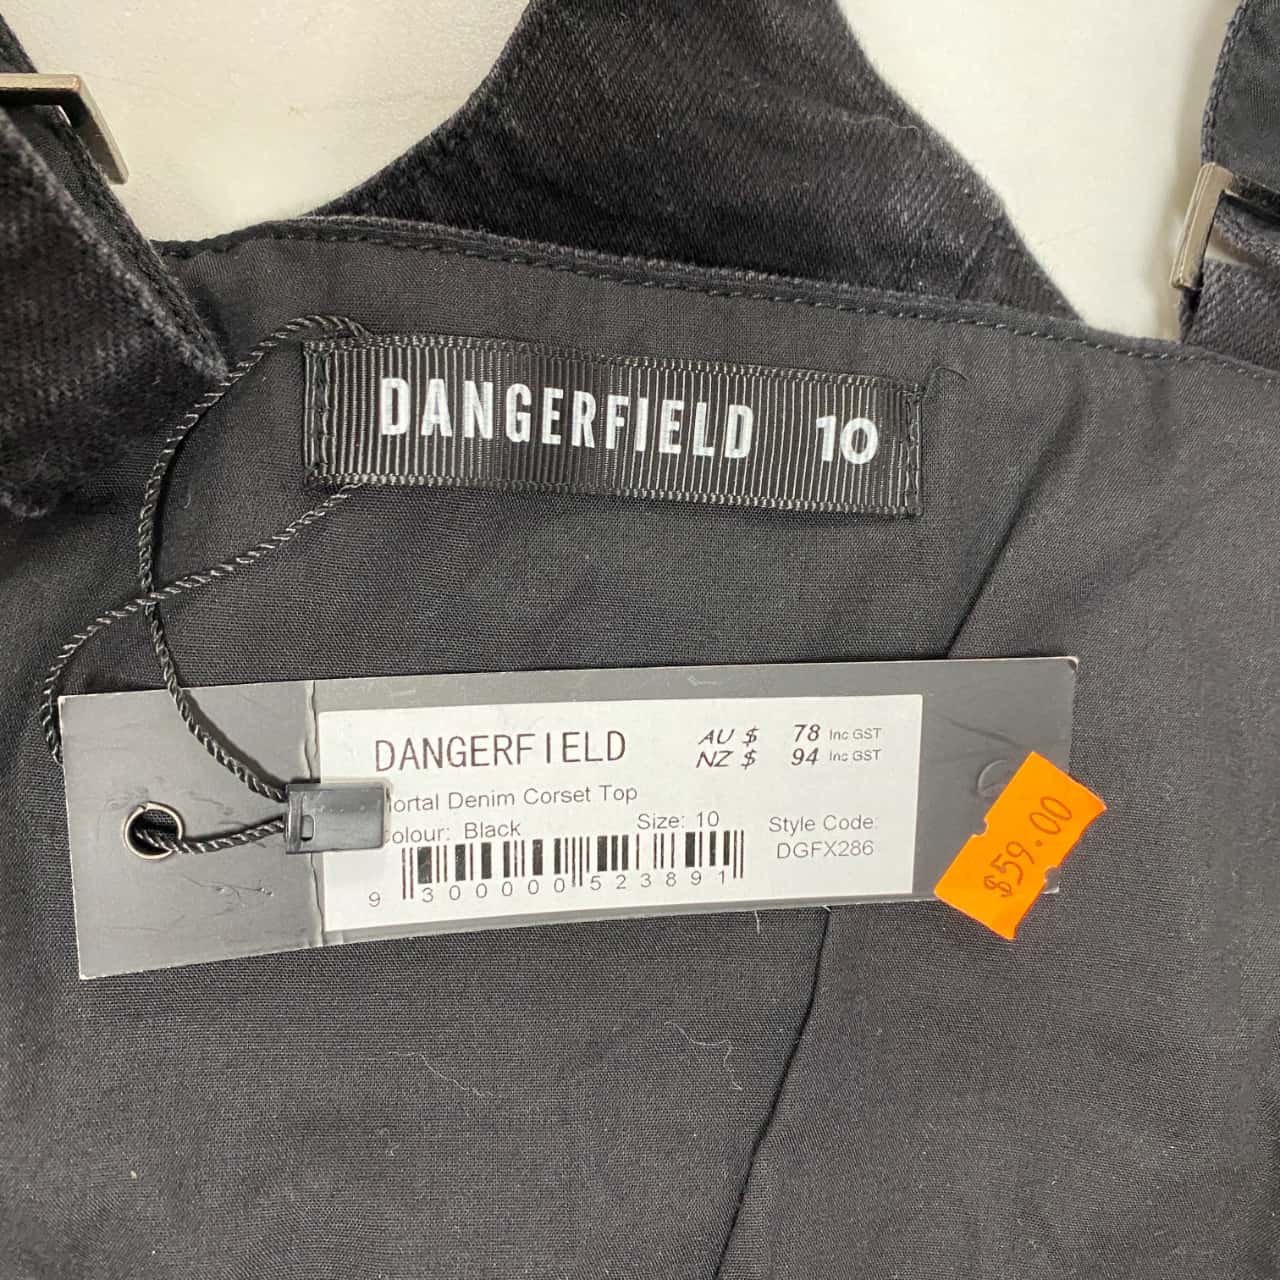 DANGERFIELD 10
DANGERFIELD
AU $ 78 Inc GST
NZ $ 94 Inc GST
ortal Denim Corset Top
olour: Black
Size: 10
Style Code:
DGFX286
9 300000 523891
$59.00